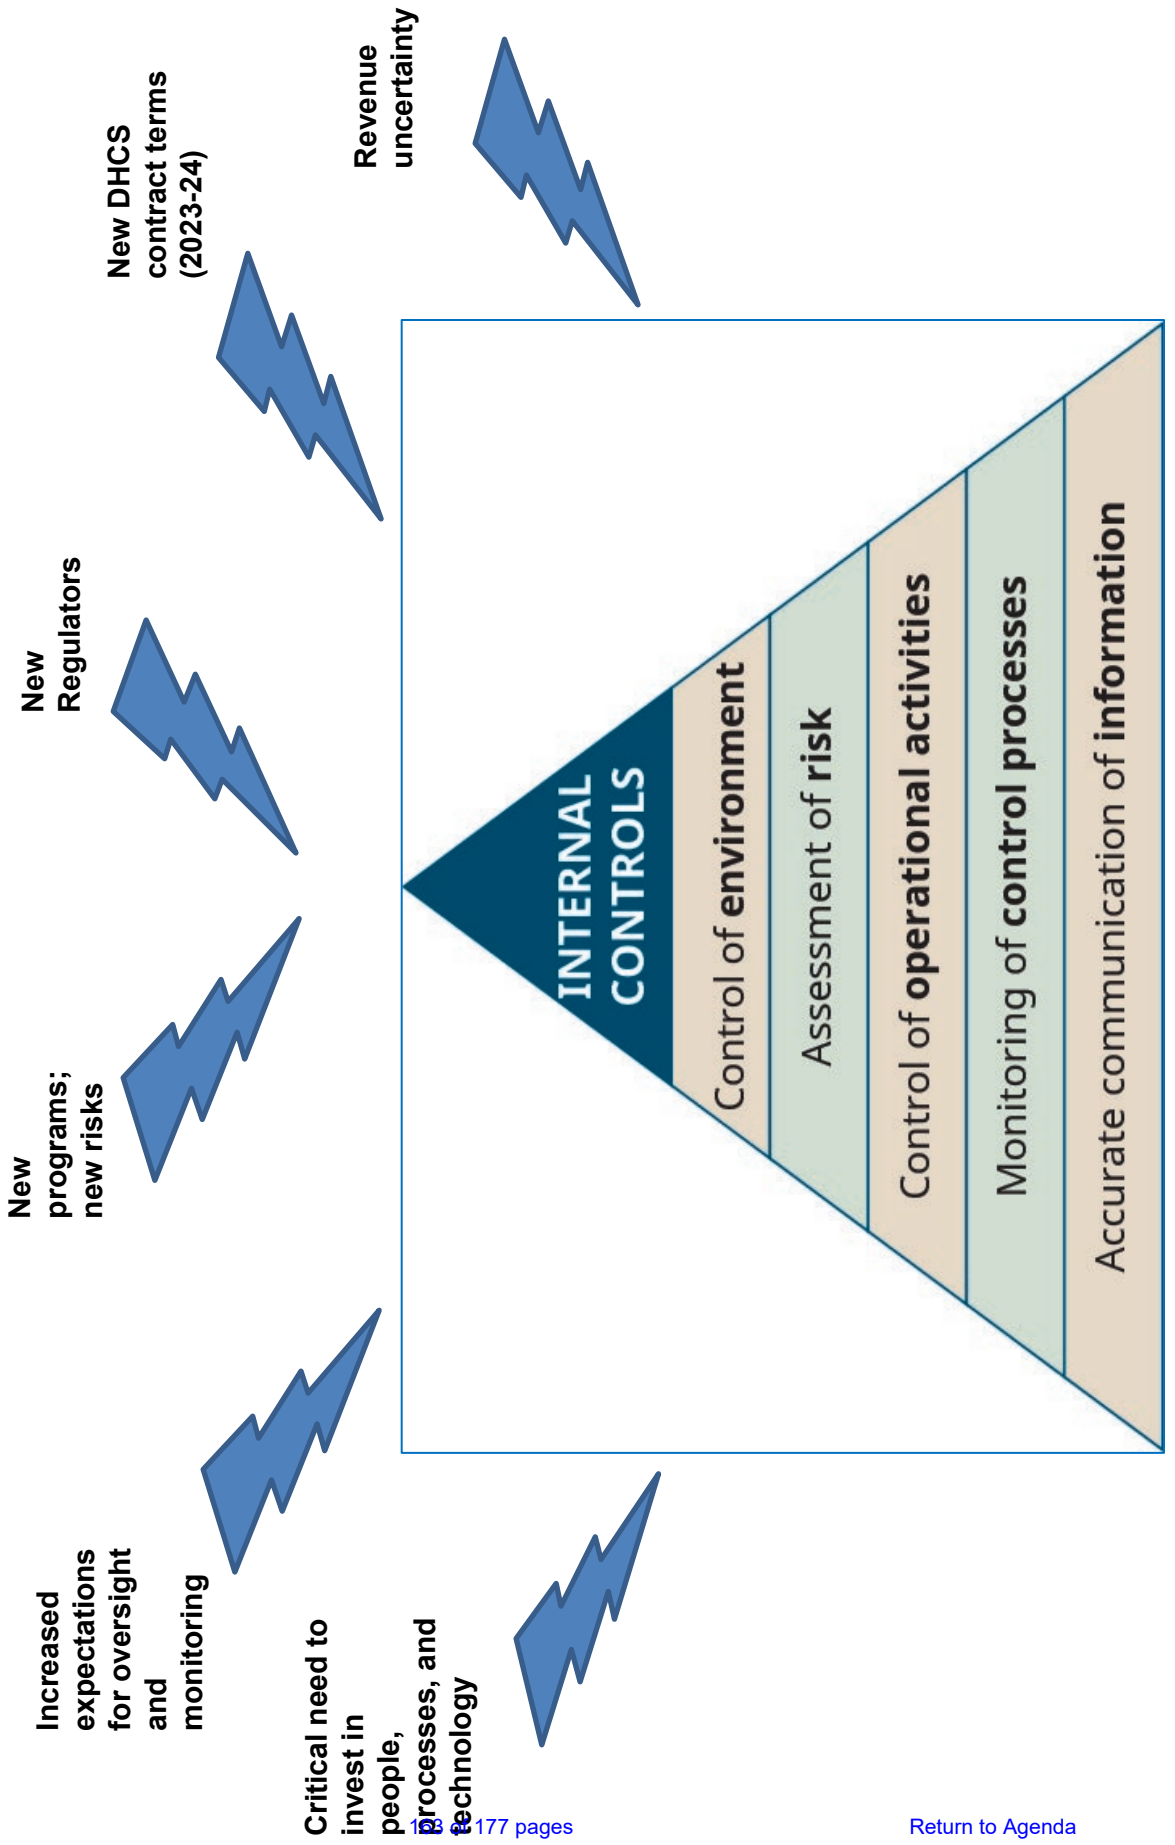 Critical need to
invest in
people,
processes, and
technology
Increased
expectations
for oversight
and
monitoring
New
programs;
new risks
New
Regulators
New DHCS
contract terms
(2023-24)
Revenue
uncertainty
INTERNAL
CONTROLS
Control of environment
Assessment of risk
Control of operational activities
Monitoring of control processes
Accurate communication of information
163 of 177 pages
Return to Agenda